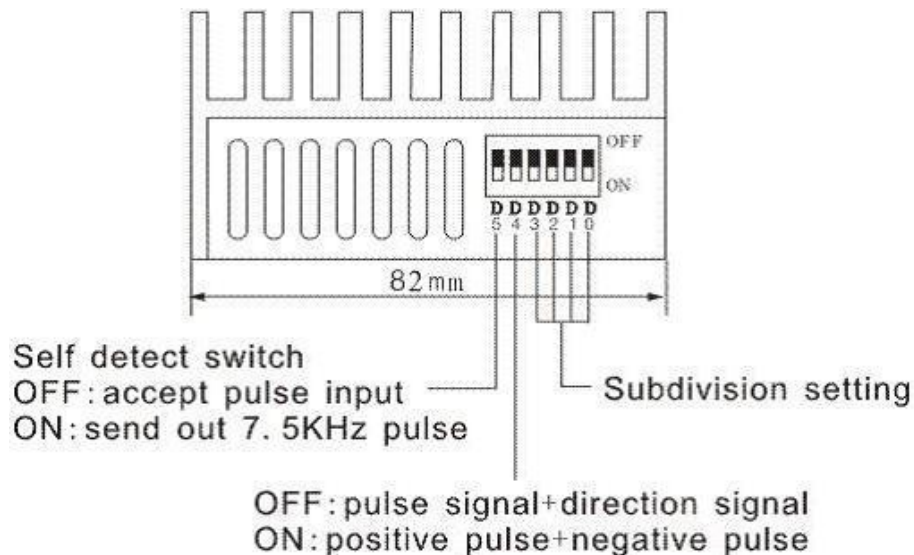 OFF
ON
D D D D D D
5 4 3 2 1 0
82mm
Self detect switch
OFF:accept pulse input
ON:send out 7.5KHz pulse
Subdivision setting
OFF:pulse signal+direction signal
ON:positive pulse+negative pulse